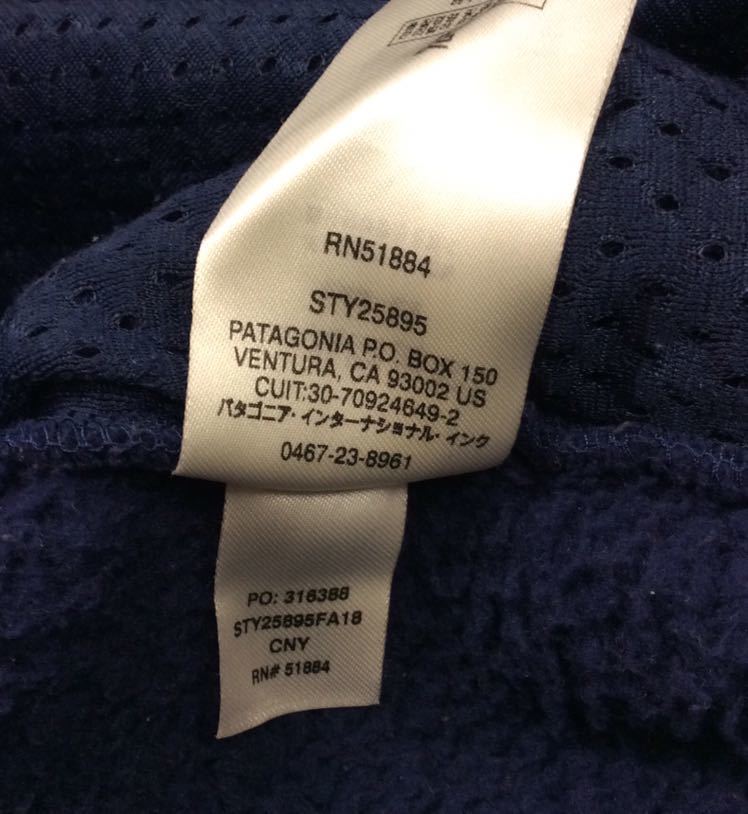 RN51884
STY25895
PATAGONIA P.O. BOX 150
VENTURA, CA 93002 US
CUIT:30-70924649-2
パタゴニア・インターナショナル・インク
0467-23-8961
PO: 316388
STY25895FA18
CNY
RN# 51884